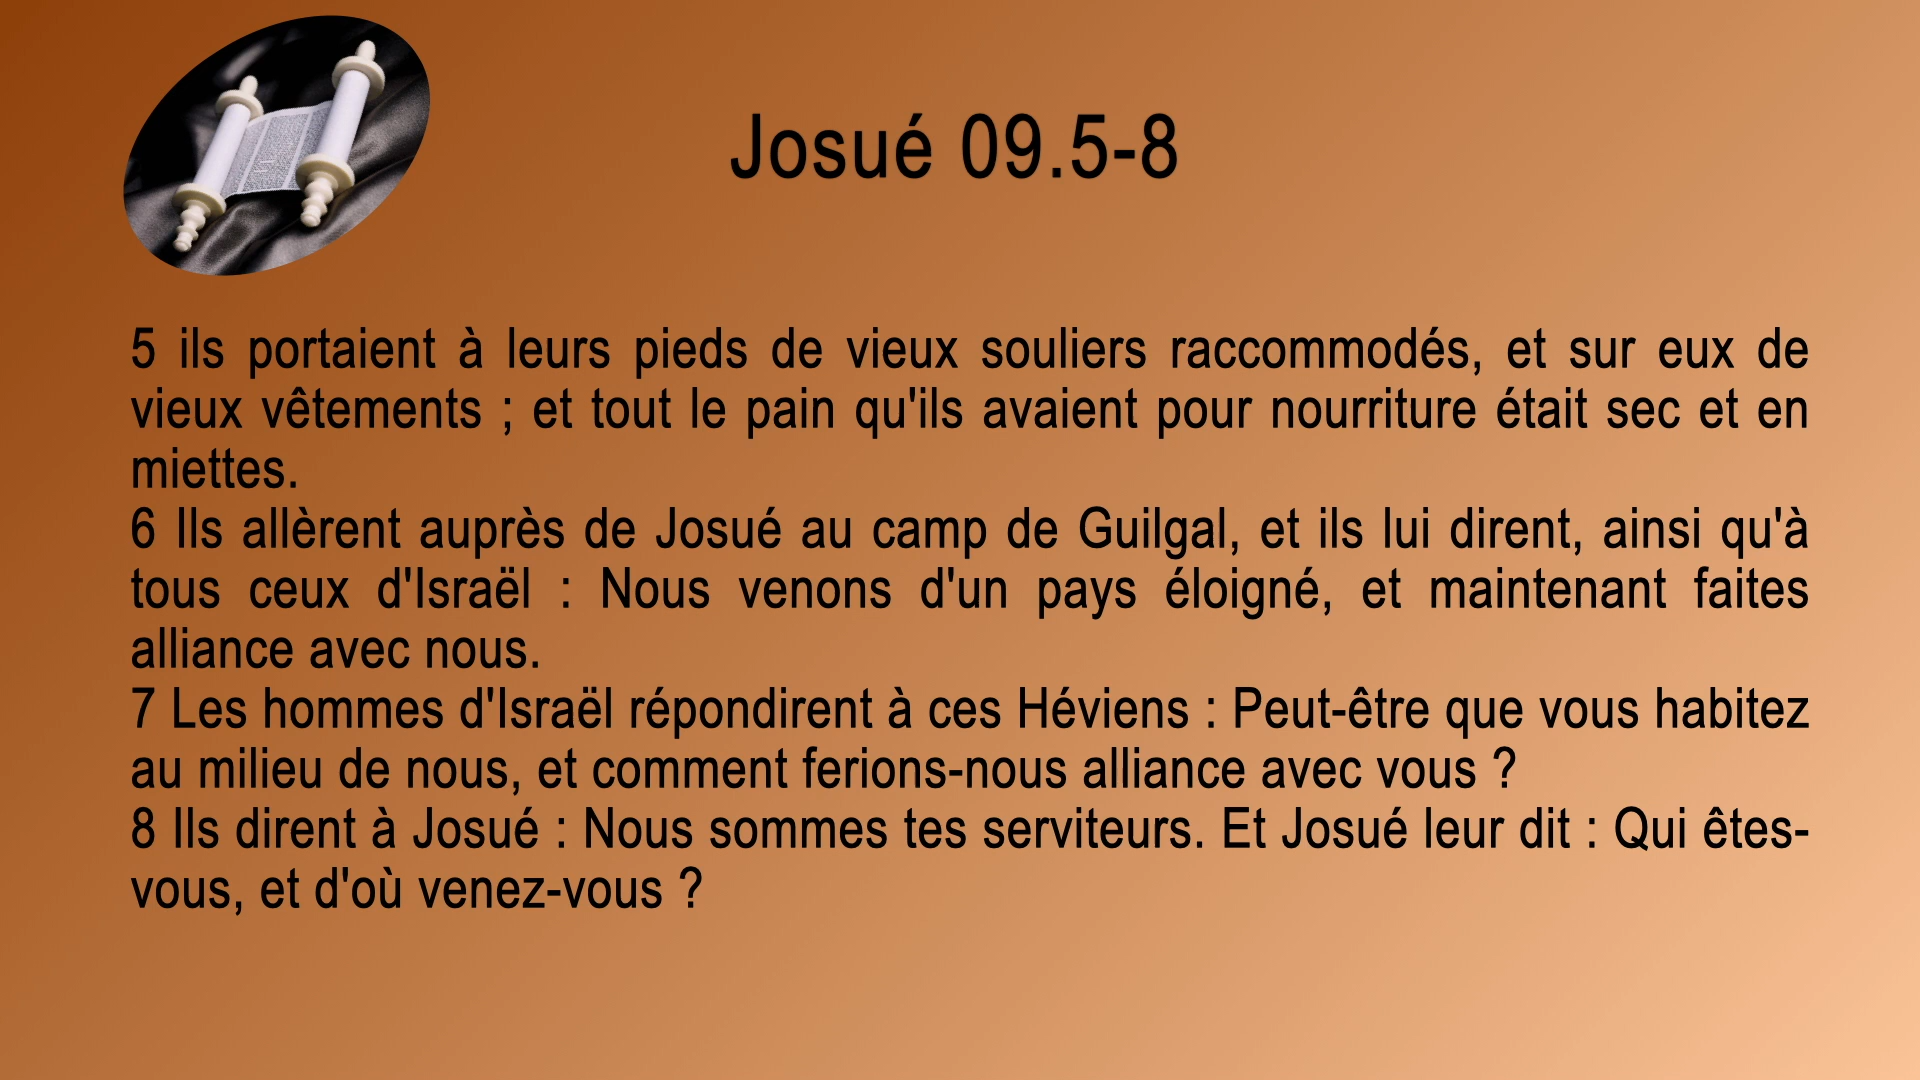 Josué 09.5-8
5 ils portaient à leurs pieds de vieux souliers raccommodés, et sur eux de
vieux vêtements ; et tout le pain qu'ils avaient pour nourriture était sec et en
miettes.
6 Ils allèrent auprès de Josué au camp de Guilgal, et ils lui dirent, ainsi qu'à
tous ceux d'Israël : Nous venons d'un pays éloigné, et maintenant faites
alliance avec nous.
7 Les hommes d'Israël répondirent à ces Héviens : Peut-être que vous habitez
au milieu de nous, et comment ferions-nous alliance avec vous ?
8 Ils dirent à Josué : Nous sommes tes serviteurs. Et Josué leur dit : Qui êtes-
vous, et d'où venez-vous ?